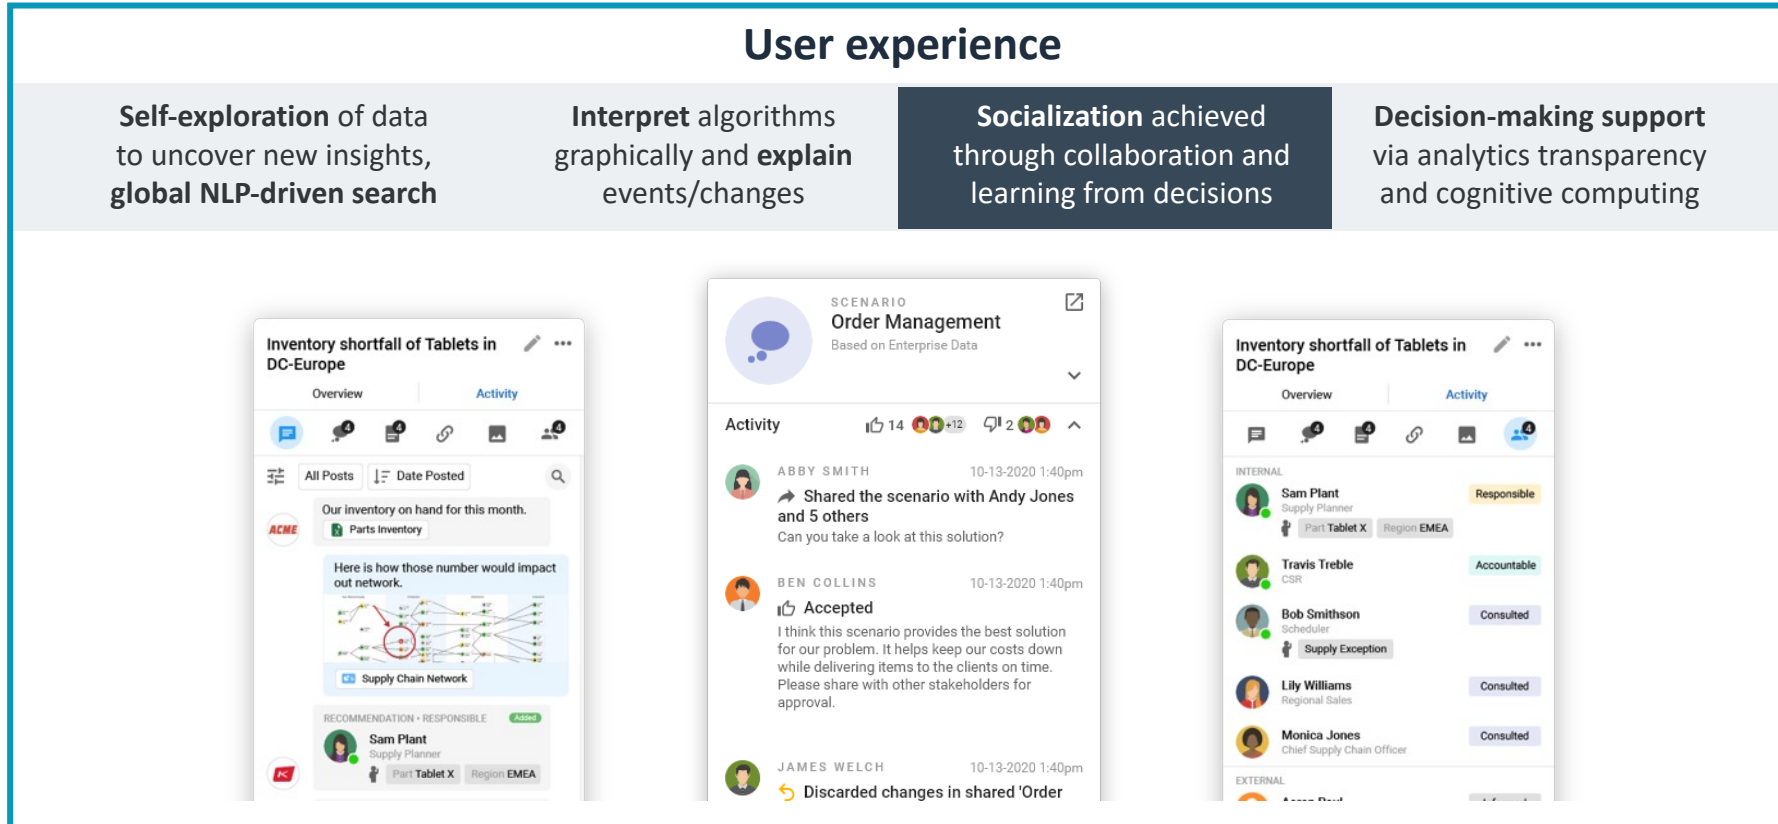 User experience
Self-exploration of data
to uncover new insights,
global NLP-driven search
Interpret algorithms
graphically and explain
events/changes
Socialization achieved
through collaboration and
learning from decisions
Decision-making support
via analytics transparency
and cognitive computing
Inventory shortfall of Tablets in
DC-Europe
Overview
Activity
4
4
4
All Posts
Date Posted
ACME
Our inventory on hand for this month.
Parts Inventory
Here is how those number would impact
out network.
Supply Chain Network
RECOMMENDATION • RESPONSIBLE
Added
Sam Plant
Supply Planner
Part Tablet X
Region EMEA
K
SCENARIO
Order Management
Based on Enterprise Data
Activity
14
+12
2
ABBY SMITH
10-13-2020 1:40pm
Shared the scenario with Andy Jones
and 5 others
Can you take a look at this solution?
BEN COLLINS
10-13-2020 1:40pm
Accepted
I think this scenario provides the best solution
for our problem. It helps keep our costs down
while delivering items to the clients on time.
Please share with other stakeholders for
approval.
JAMES WELCH
10-13-2020 1:40pm
Discarded changes in shared 'Order
Inventory shortfall of Tablets in
DC-Europe
Overview
Activity
4
4
4
INTERNAL
Sam Plant
Responsible
Supply Planner
Part Tablet X
Region EMEA
Travis Treble
Accountable
CSR
Bob Smithson
Consulted
Scheduler
Supply Exception
Lily Williams
Consulted
Regional Sales
Monica Jones
Consulted
Chief Supply Chain Officer
EXTERNAL